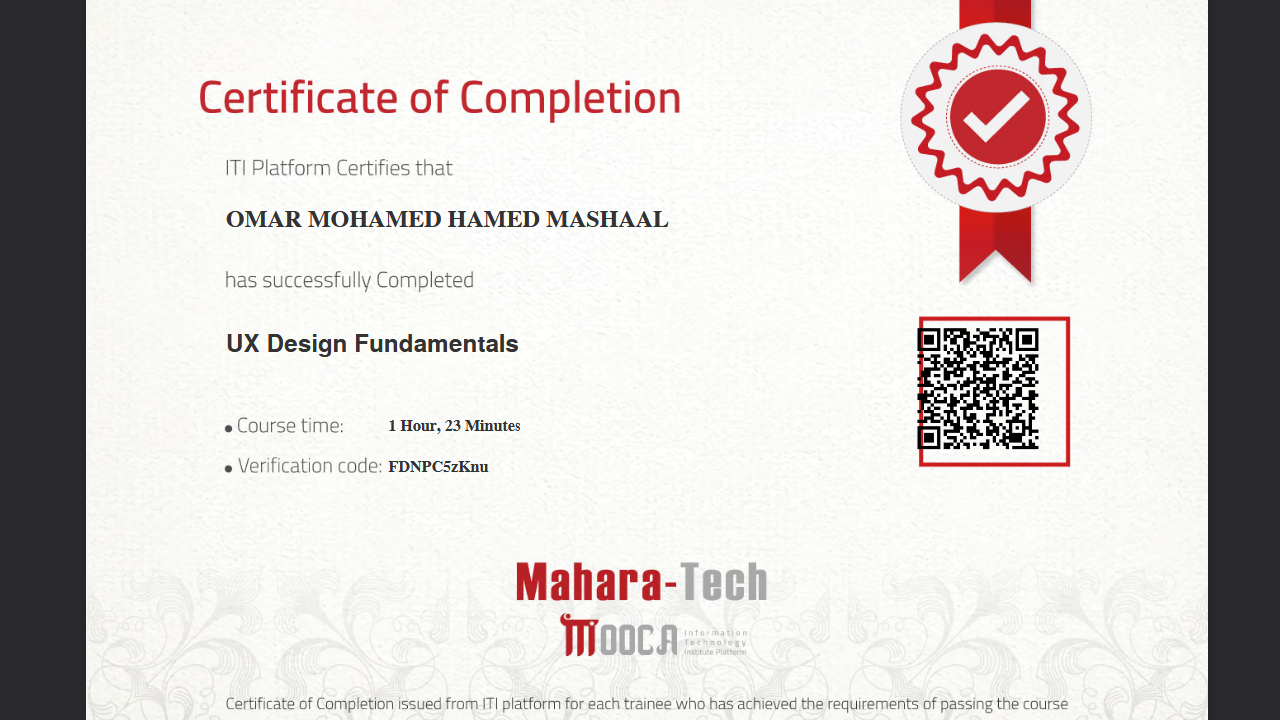 Certificate of Completion
ITI Platform Certifies that
OMAR MOHAMED HAMED MASHAAL
has successfully Completed
UX Design Fundamentals
• Course time: 1 Hour, 23 Minutes
• Verification code: FDNPC5zKnu
Mahara-Tech
MOOCA
Information
Technology
Institute Platform
Certificate of Completion issued from ITI platform for each trainee who has achieved the requirements of passing the course